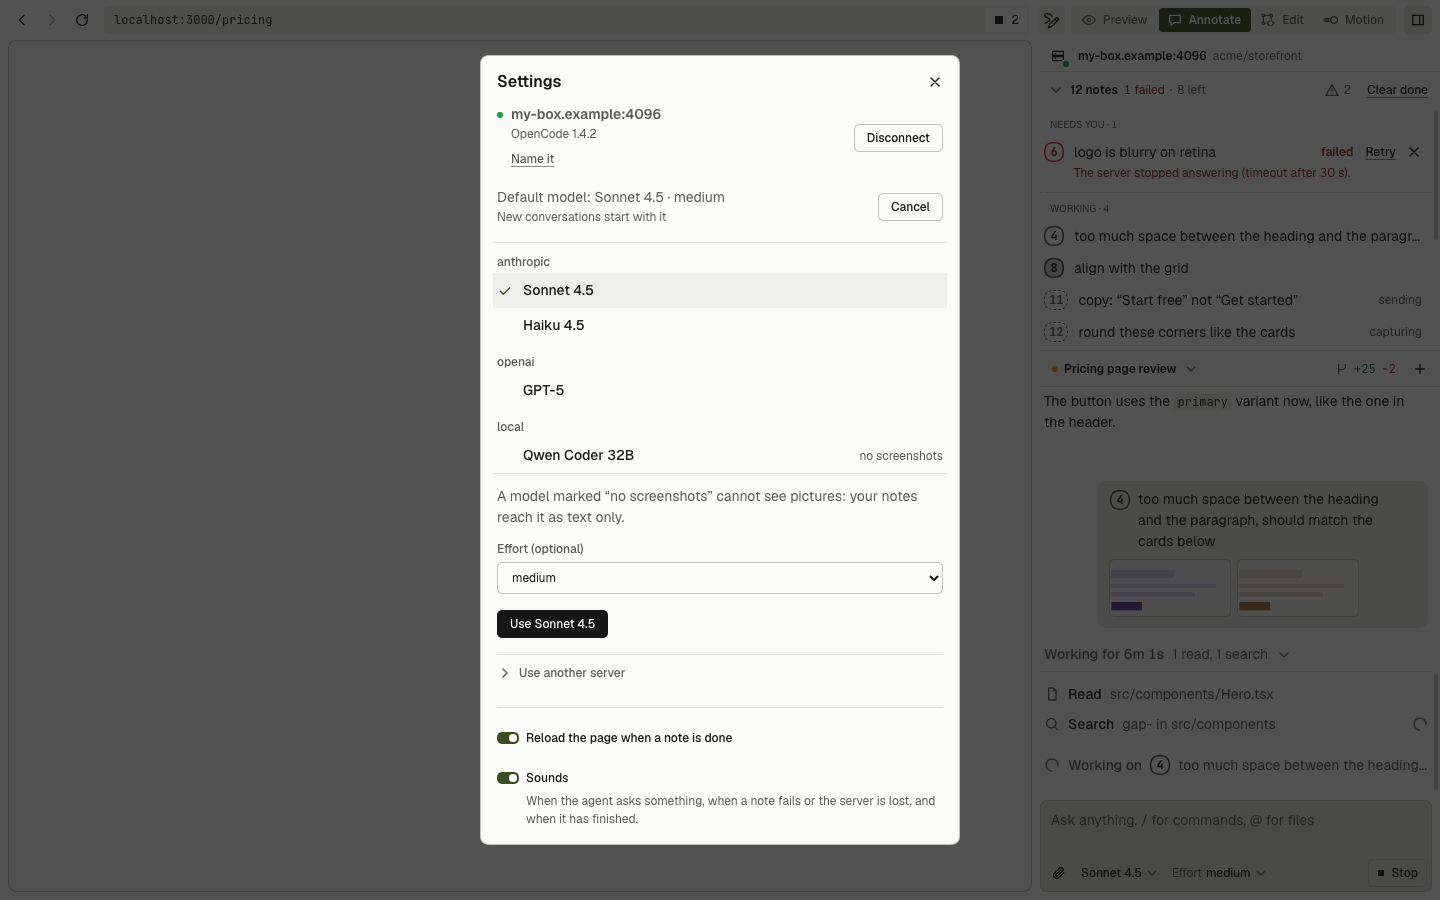 localhost:3000/pricing
2
Preview
Annotate
Edit
Motion
my-box.example:4096 acme/storefront
12 notes 1 failed · 8 left
2
Clear done
NEEDS YOU · 1
6 logo is blurry on retina failed Retry
The server stopped answering (timeout after 30 s).
WORKING · 4
4 too much space between the heading and the paragr…
8 align with the grid
11 copy: “Start free” not “Get started” sending
12 round these corners like the cards capturing
Pricing page review +25 -2
The button uses the primary variant now, like the one in
the header.
4 too much space between the heading
and the paragraph, should match the
cards below
Working for 6m 1s 1 read, 1 search
Read src/components/Hero.tsx
Search gap- in src/components
Working on 4 too much space between the heading…
Ask anything. / for commands, @ for files
Sonnet 4.5 Effort medium Stop
Settings
my-box.example:4096
OpenCode 1.4.2
Disconnect
Name it
Default model: Sonnet 4.5 · medium
New conversations start with it
Cancel
anthropic
Sonnet 4.5
Haiku 4.5
openai
GPT-5
local
Qwen Coder 32B no screenshots
A model marked “no screenshots” cannot see pictures: your notes
reach it as text only.
Effort (optional)
medium
Use Sonnet 4.5
Use another server
Reload the page when a note is done
Sounds
When the agent asks something, when a note fails or the server is lost, and
when it has finished.